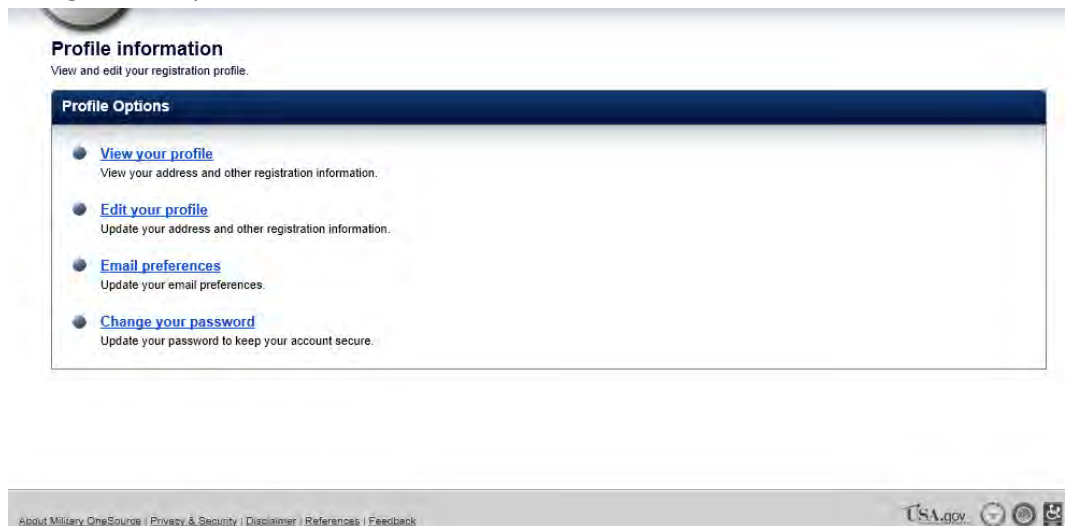 Profile information
View and edit your registration profile.
Profile Options
View your profile
View your address and other registration information.
Edit your profile
Update your address and other registration information.
Email preferences
Update your email preferences.
Change your password
Update your password to keep your account secure.
About Military OneSource | Privacy & Security | Disclaimer | References | Feedback
USA.gov